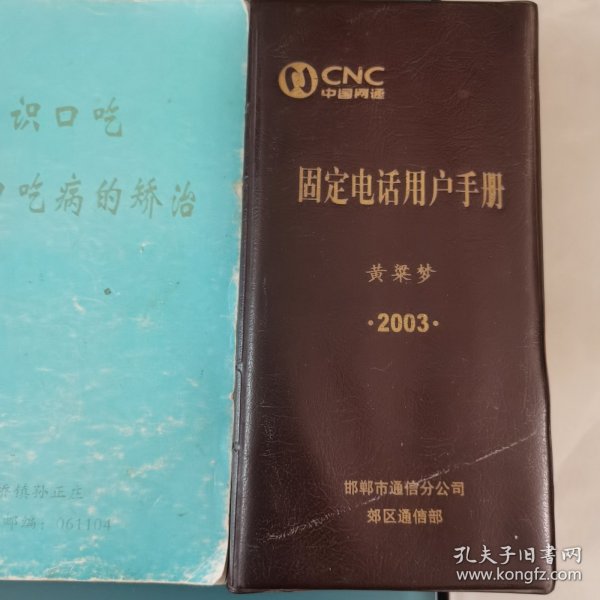 识口吃
口吃病的矫治
桥镇孙正庄
邮编：061104
CNC
中国网通
固定电话用户手册
黄粱梦
·2003·
邯郸市通信分公司
郊区通信部
孔夫子旧书网
www.kongfz.com